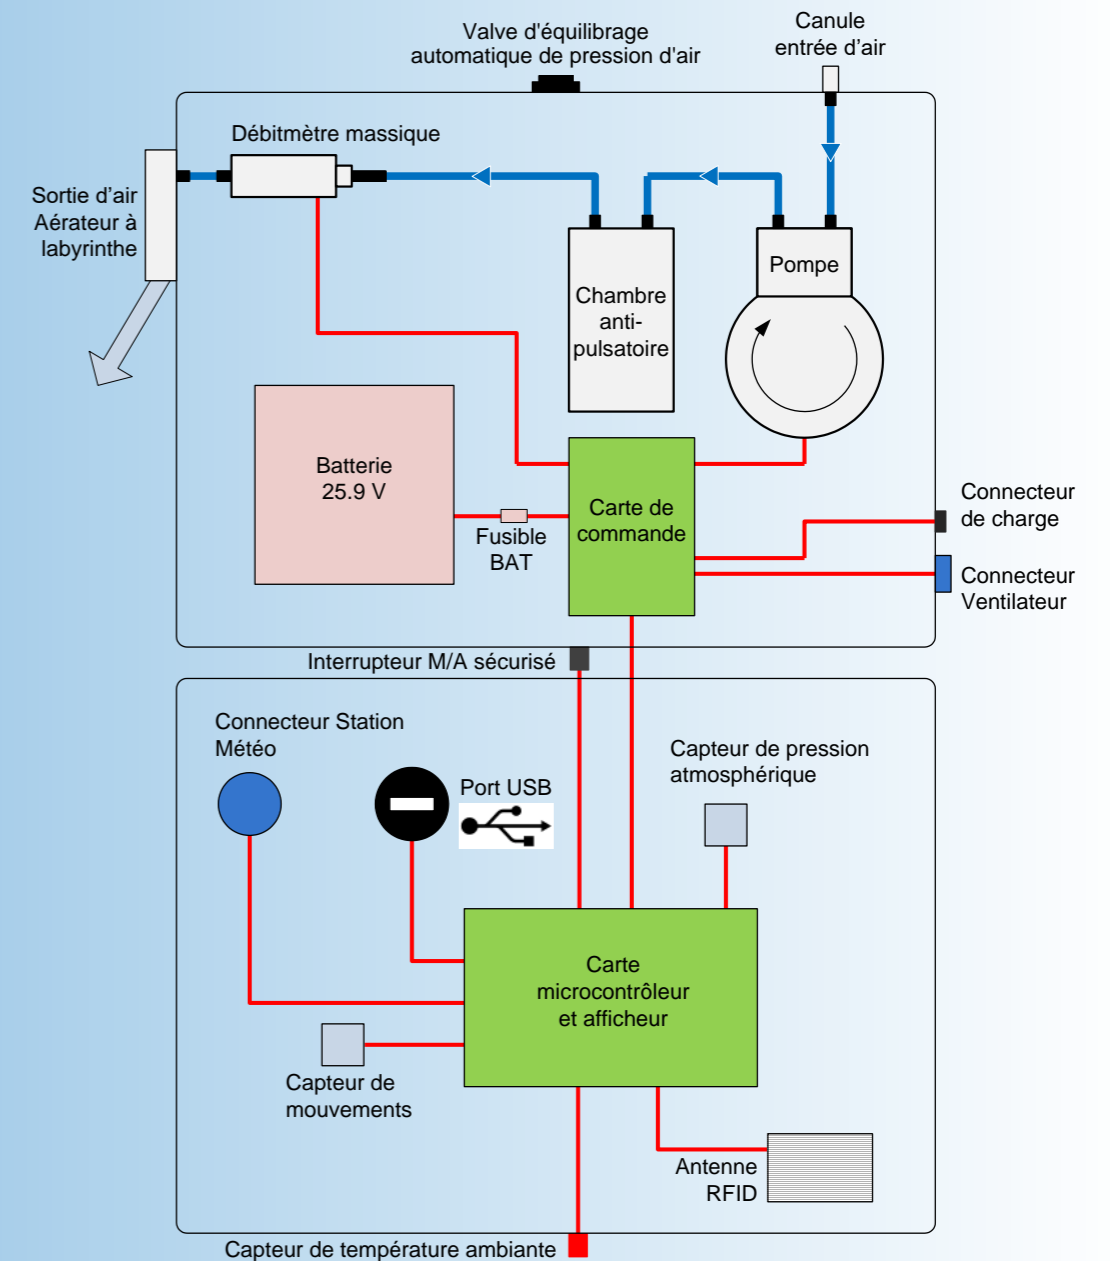 Valve d'équilibrage
automatique de pression d'air
Canule
entrée d’air
Débitmètre massique
Sortie d’air
Aérateur à
labyrinthe
Pompe
Chambre
anti-
pulsatoire
Batterie
25.9 V
Fusible
BAT
Carte de
commande
Connecteur
de charge
Connecteur
Ventilateur
Interrupteur M/A sécurisé
Connecteur Station
Météo
Port USB
Capteur de pression
atmosphérique
Carte
microcontrôleur
et afficheur
Capteur de
mouvements
Antenne
RFID
Capteur de température ambiante